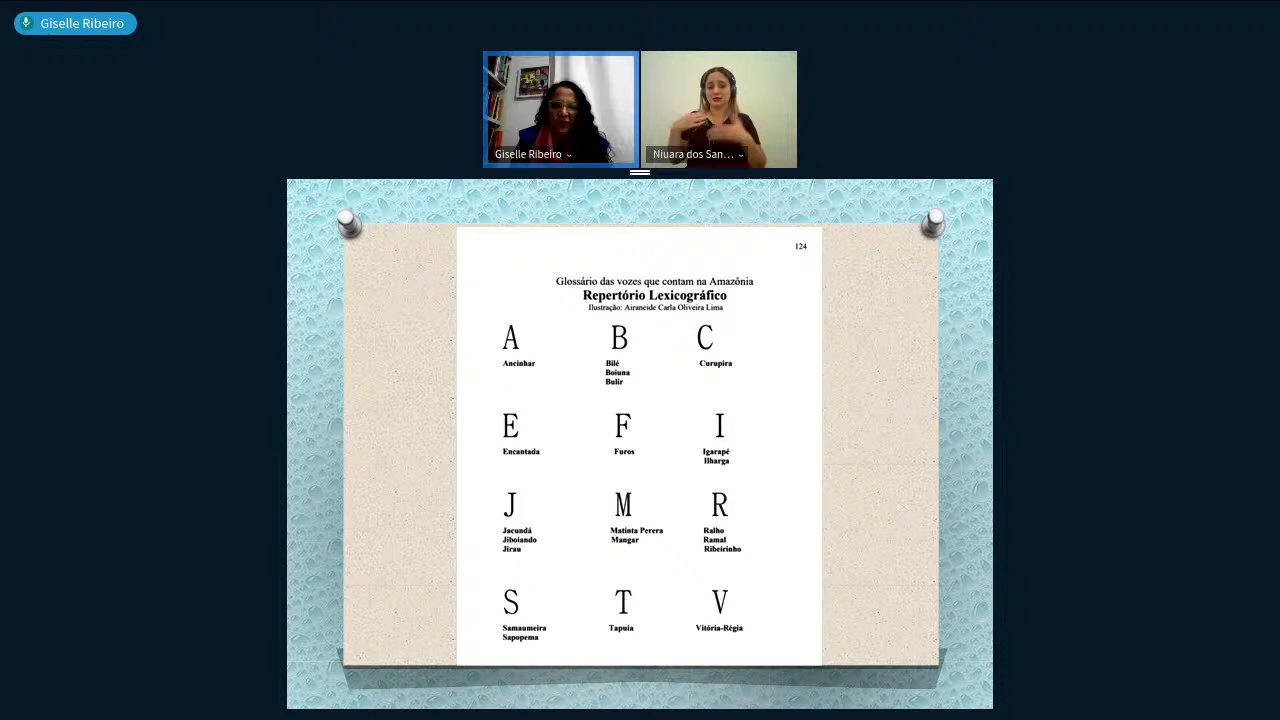 Giselle Ribeiro
Giselle Ribeiro
Niuara dos San...
124
Glossário das vozes que contam na Amazônia
Repertório Lexicográfico
Ilustração: Airaneide Carla Oliveira Lima
A B C
Ancinhar Bilé Curupira
Boiuna
Bulir
E F I
Encantada Furos Igarapé
Ilharga
J M R
Jacundá Matinta Perera Ralho
Jiboiando Mangar Ramal
Jirau Ribeirinho
S T V
Samaumeira Tapuia Vitória-Régia
Sapopema